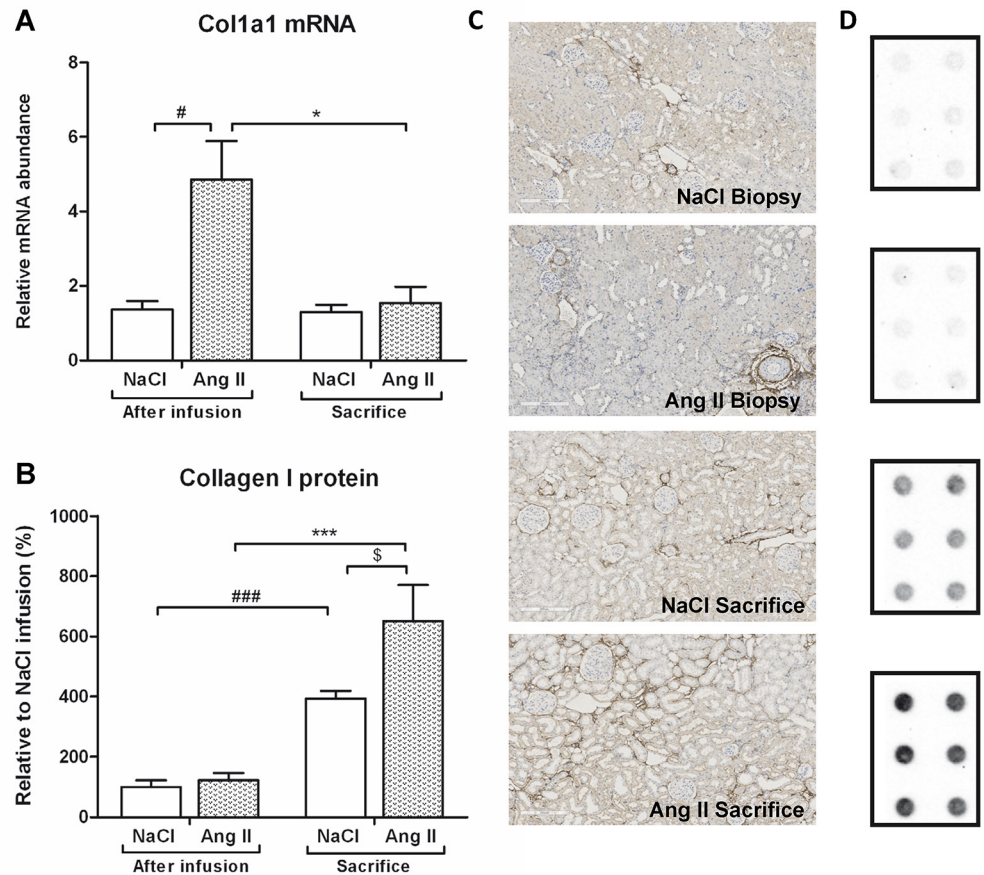 A
Col1a1 mRNA
Relative mRNA abundance
8
6
4
2
0
#
*
NaCl Ang II NaCl Ang II
After infusion Sacrifice
B
Collagen I protein
Relative to NaCl infusion (%)
1000
800
600
400
200
0
***
$
###
NaCl Ang II NaCl Ang II
After infusion Sacrifice
C
NaCl Biopsy
Ang II Biopsy
NaCl Sacrifice
Ang II Sacrifice
D